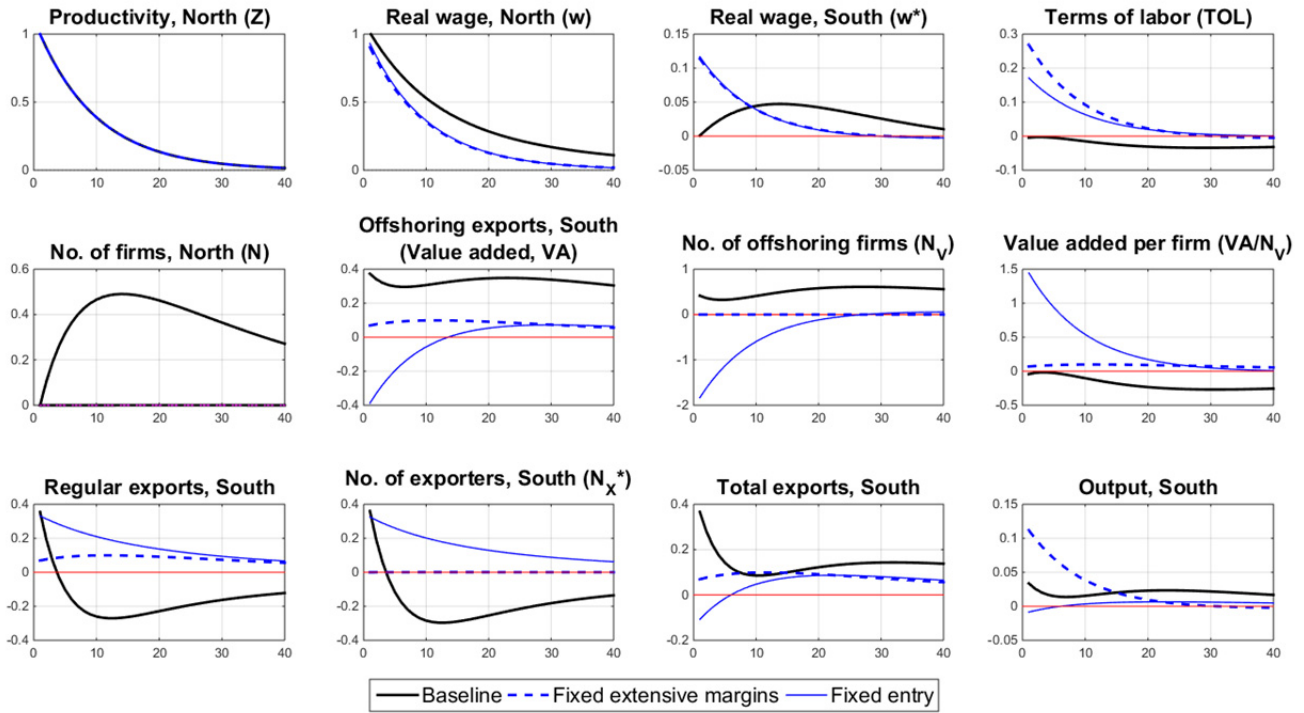 Productivity, North (Z)
Real wage, North (w)
Real wage, South (w*)
Terms of labor (TOL)
1
0.5
0
0 10 20 30 40
1
0.5
0
0 10 20 30 40
0.15
0.1
0.05
0
-0.05
0 10 20 30 40
0.3
0.2
0.1
0
-0.1
0 10 20 30 40
No. of firms, North (N)
Offshoring exports, South
(Value added, VA)
No. of offshoring firms (N_V)
Value added per firm (VA/N_V)
0.6
0.4
0.2
0
0 10 20 30 40
0.4
0.2
0
-0.2
-0.4
0 10 20 30 40
1
0
-1
-2
0 10 20 30 40
1.5
1
0.5
0
-0.5
0 10 20 30 40
Regular exports, South
No. of exporters, South (N_X*)
Total exports, South
Output, South
0.4
0.2
0
-0.2
-0.4
0 10 20 30 40
0.4
0.2
0
-0.2
-0.4
0 10 20 30 40
0.4
0.2
0
-0.2
0 10 20 30 40
0.15
0.1
0.05
0
-0.05
0 10 20 30 40
Baseline Fixed extensive margins Fixed entry